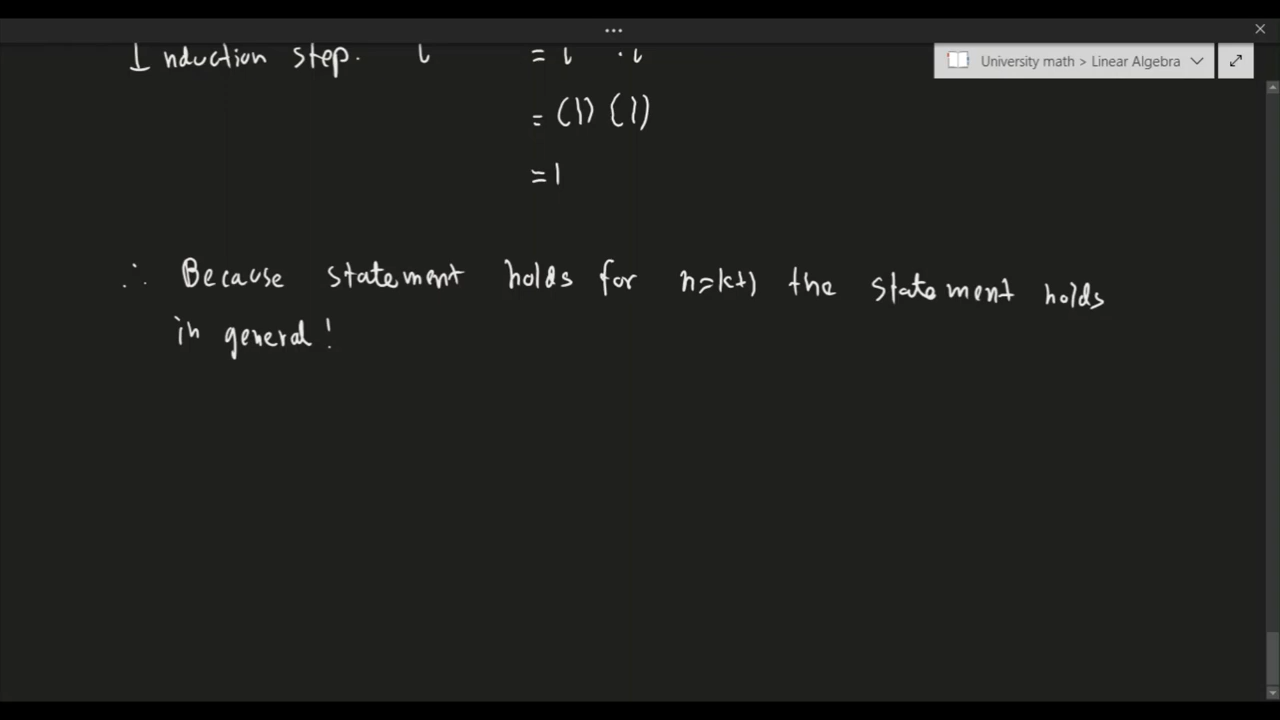 University math > Linear Algebra
Induction step.
= (1) (1)
= 1
∴ Because statement holds for n=k+1 the statement holds
in general!